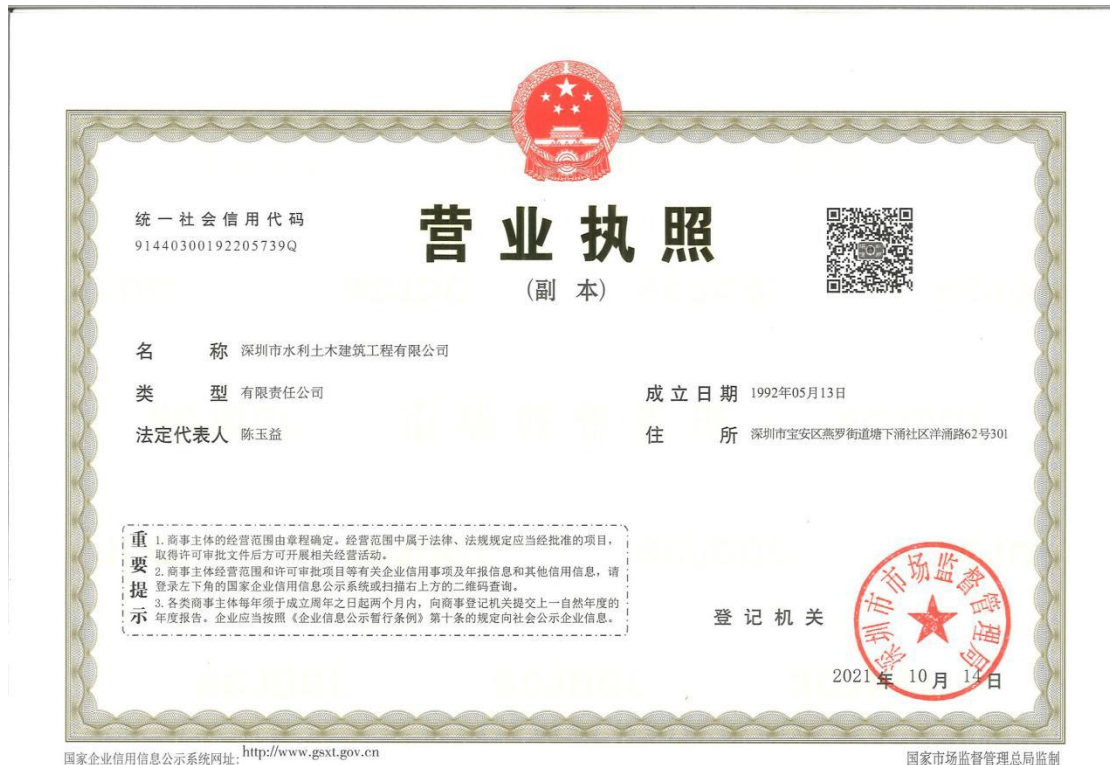 统一社会信用代码
91440300192205739Q
营业执照
(副 本)
名 称 深圳市水利土木建筑工程有限公司
类 型 有限责任公司
成立日期 1992年05月13日
法定代表人 陈玉益
住 所 深圳市宝安区燕罗街道塘下涌社区洋涌路62号301
重要提示
1. 商事主体的经营范围由章程确定。经营范围中属于法律、法规规定应当经批准的项目，
取得许可审批文件后方可开展相关经营活动。
2. 商事主体经营范围和许可审批项目等有关企业信用事项及年报信息和其他信用信息，请
登录左下角的国家企业信用信息公示系统或扫描右上方的二维码查询。
3. 各类商事主体每年须于成立周年之日起两个月内，向商事登记机关提交上一自然年度的
年度报告。企业应当按照《企业信息公示暂行条例》第十条的规定向社会公示企业信息。
登记机关
深圳市市场监督管理局
2021年10月14日
国家企业信用信息公示系统网址: http://www.gsxt.gov.cn
国家市场监督管理总局监制